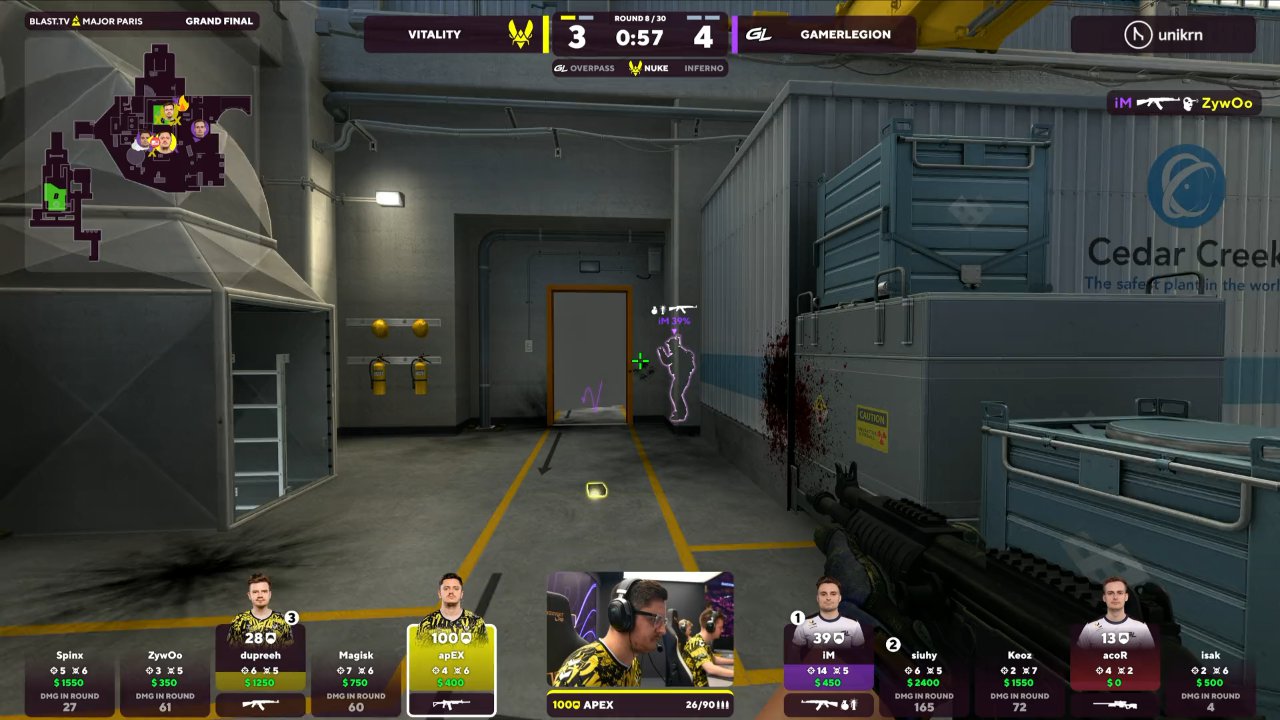 BLAST.TV MAJOR PARIS GRAND FINAL
VITALITY 3 ROUND 8 / 30 0:57 4 GL GAMERLEGION
GL OVERPASS NUKE INFERNO
unikrn
iM ZywOo
iM 39%
Cedar Creek
The safest plant in the world
CAUTION
28 3
100
39 1
13
2
Spinx ZywOo dupreeh Magisk apEX
5 6 3 5 6 5 7 6 4 6
$1550 $350 $1250 $750 $400
DMG IN ROUND DMG IN ROUND DMG IN ROUND
27 61 60
100 APEX 26/90
iM siuhy Keoz acoR isak
14 5 6 5 2 7 4 2 2 6
$450 $2400 $1550 $0 $500
DMG IN ROUND DMG IN ROUND DMG IN ROUND
165 72 4